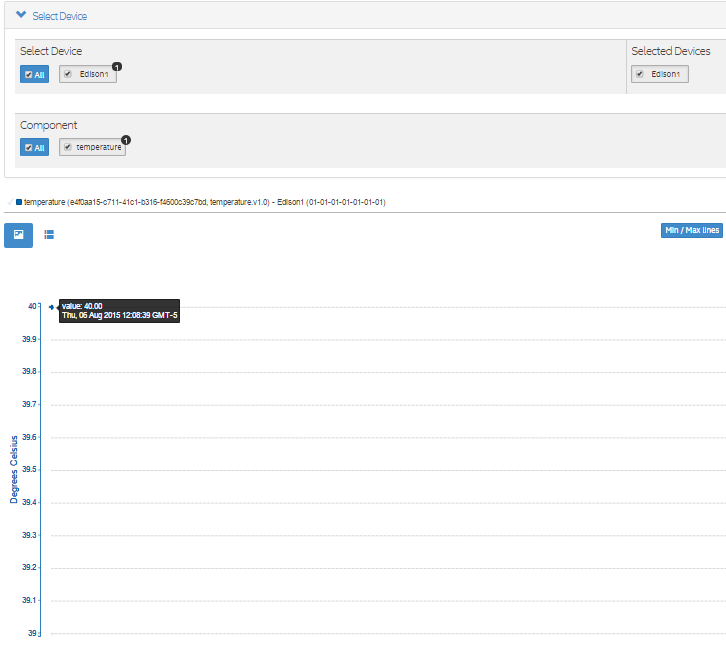 Select Device
Select Device
Selected Devices
All
Edison1
1
Edison1
Component
All
temperature
1
temperature (e4f0aa15-c711-41c1-b316-f4600c39c7bd, temperature.v1.0) - Edison1 (01-01-01-01-01-01-01)
Min / Max lines
value: 40.00
Thu, 06 Aug 2015 12:08:39 GMT-5
40
39.9
39.8
39.7
39.6
39.5
39.4
39.3
39.2
39.1
39
Degrees Celsius